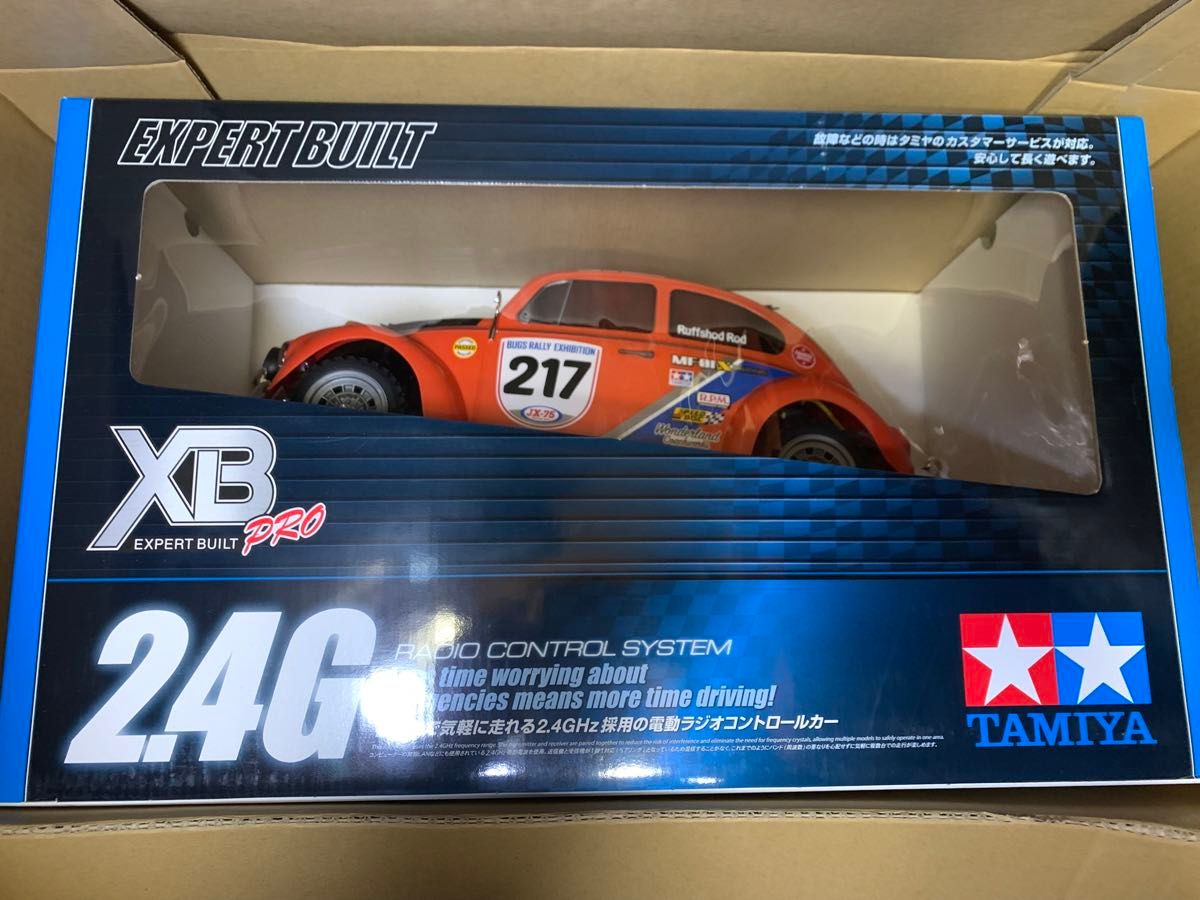 EXPERT BUILT
故障などの時はタミヤのカスタマーサービスが対応。
安心して長く遊べます。
Ruffshod Rod
PASSED
BUGS RALLY EXHIBITION
217
JX-75
MF-01X
R.P.M.
Wonderland
XB
PRO
EXPERT BUILT
2.4G
RADIO CONTROL SYSTEM
time worrying about
means more time driving!
気軽に走れる2.4GHz採用の電動ラジオコントロールカー
TAMIYA